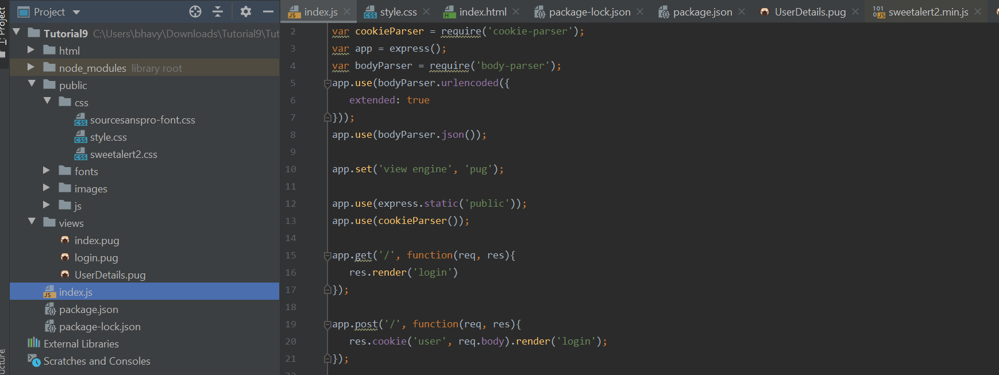 Project
index.js
style.css
index.html
package-lock.json
package.json
UserDetails.pug
sweetalert2.min.js
Project
Tutorial9 C:\Users\bhavy\Downloads\Tutorial9\Tut
html
node_modules library root
public
css
sourcesanspro-font.css
style.css
sweetalert2.css
fonts
images
js
views
index.pug
login.pug
UserDetails.pug
index.js
package.json
package-lock.json
External Libraries
Scratches and Consoles
2 var cookieParser = require('cookie-parser');
3 var app = express();
4 var bodyParser = require('body-parser');
5 app.use(bodyParser.urlencoded({
6 extended: true
7 }));
8 app.use(bodyParser.json());
9
10 app.set('view engine', 'pug');
11
12 app.use(express.static('public'));
13 app.use(cookieParser());
14
15 app.get('/', function(req, res){
16 res.render('login')
17 });
18
19 app.post('/', function(req, res){
20 res.cookie('user', req.body).render('login');
21 });